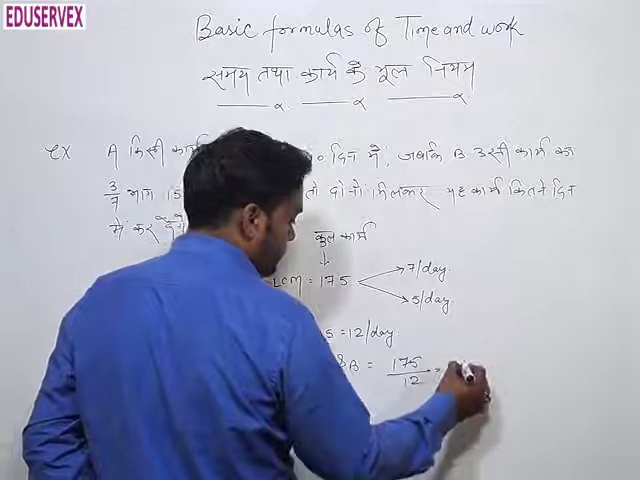 EDUSERVEX
Basic formulas of Time and work
समय तथा कार्य के मूल नियम
ex A किसी कार्य दिन में, जबकि B उसी कार्य का
3/7 भाग 15 तो दोनों मिलकर यह कार्य कितने दिन
में कर देंगे
कुल कार्य
↓
LCM = 175 7/day
5/day
5 = 12/day
&B = 175/12 =